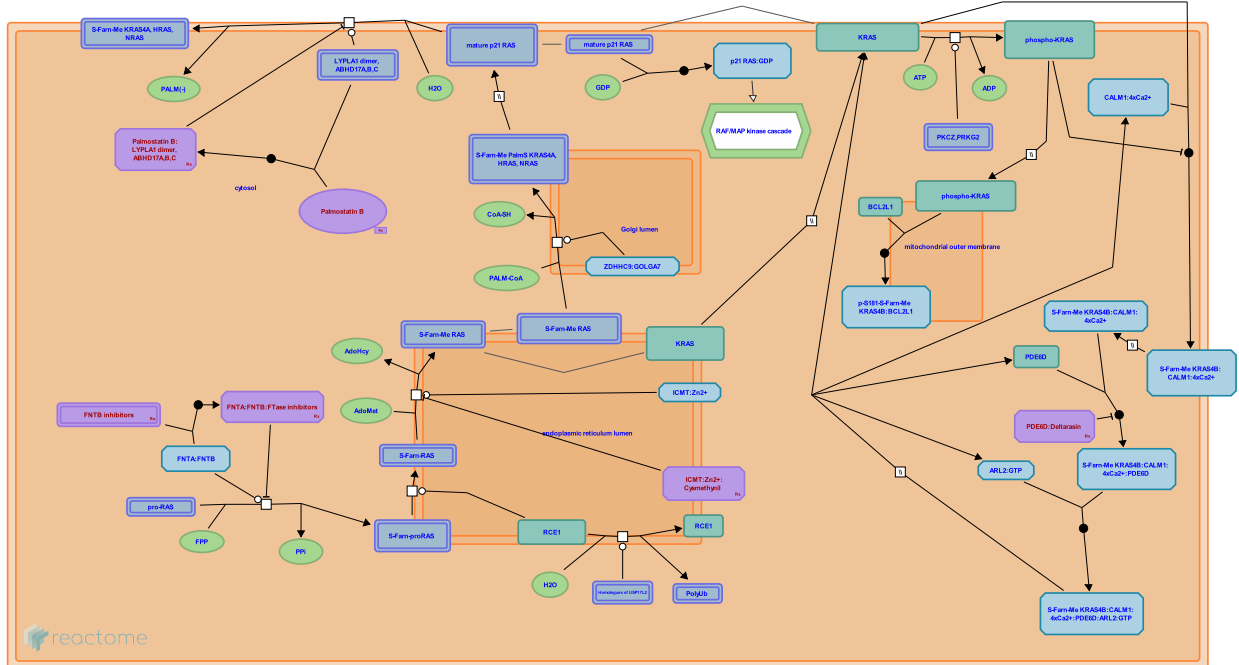 S-Farn-Me KRAS4A, HRAS,
NRAS
PALM(-)
LYPLA1 dimer,
ABHD17A,B,C
H2O
mature p21 RAS
mature p21 RAS
GDP
p21 RAS:GDP
RAF/MAP kinase cascade
KRAS
ATP
ADP
phospho-KRAS
PKCZ,PRKG2
CALM1:4xCa2+
Palmostatin B:
LYPLA1 dimer,
ABHD17A,B,C
Rx
cytosol
Palmostatin B
Rx
S-Farn-Me PalmS KRAS4A,
HRAS, NRAS
CoA-SH
Golgi lumen
ZDHHC9:GOLGA7
PALM-CoA
BCL2L1
phospho-KRAS
mitochondrial outer membrane
p-S181-S-Farn-Me
KRAS4B:BCL2L1
S-Farn-Me RAS
S-Farn-Me RAS
KRAS
AdoHcy
ICMT:Zn2+
AdoMet
endoplasmic reticulum lumen
S-Farn-Me KRAS4B:CALM1:
4xCa2+
PDE6D
S-Farn-Me KRAS4B:
CALM1:4xCa2+
PDE6D:Deltarasin
Rx
FNTB inhibitors
Rx
FNTA:FNTB:FTase inhibitors
Rx
FNTA:FNTB
S-Farn-RAS
ICMT:Zn2+:
Cysmethynil
Rx
ARL2:GTP
S-Farn-Me KRAS4B:CALM1:
4xCa2+:PDE6D
pro-RAS
FPP
PPi
S-Farn-proRAS
RCE1
RCE1
H2O
Homologues of USP17L2
PolyUb
S-Farn-Me KRAS4B:CALM1:
4xCa2+:PDE6D:ARL2:GTP
reactome